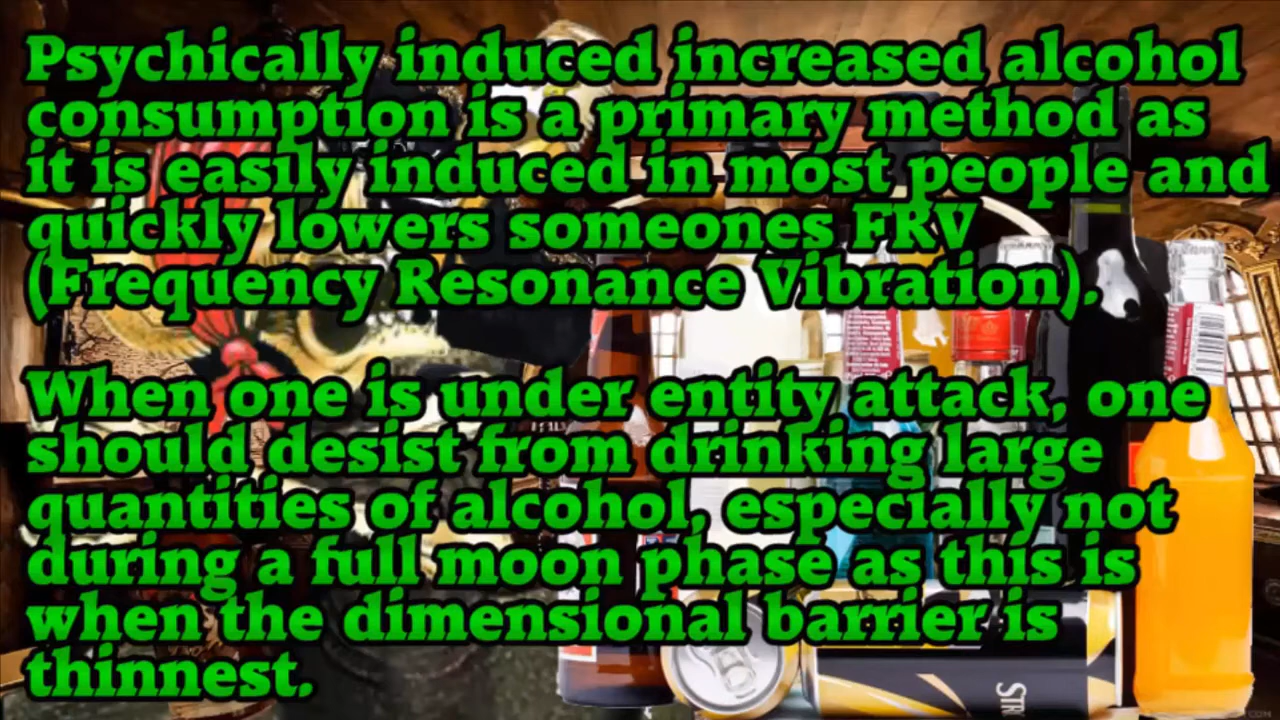 Psychically induced increased alcohol
consumption is a primary method as
it is easily induced in most people and
quickly lowers someones FRV
(Frequency Resonance Vibration).
When one is under entity attack, one
should desist from drinking large
quantities of alcohol, especially not
during a full moon phase as this is
when the dimensional barrier is
thinnest.